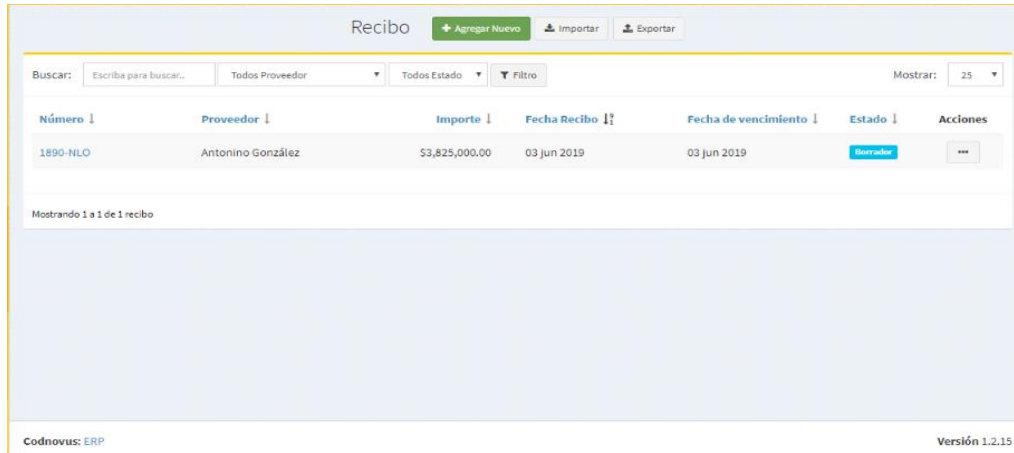 Recibo + Agregar Nuevo Importar Exportar
Buscar: Escriba para buscar.. Todos Proveedor Todos Estado Filtro Mostrar: 25
Número Proveedor Importe Fecha Recibo Fecha de vencimiento Estado Acciones
1890-NLO Antonino González $3,825,000.00 03 jun 2019 03 jun 2019 Borrador ...
Mostrando 1 a 1 de 1 recibo
Codnovus: ERP Versión 1.2.15